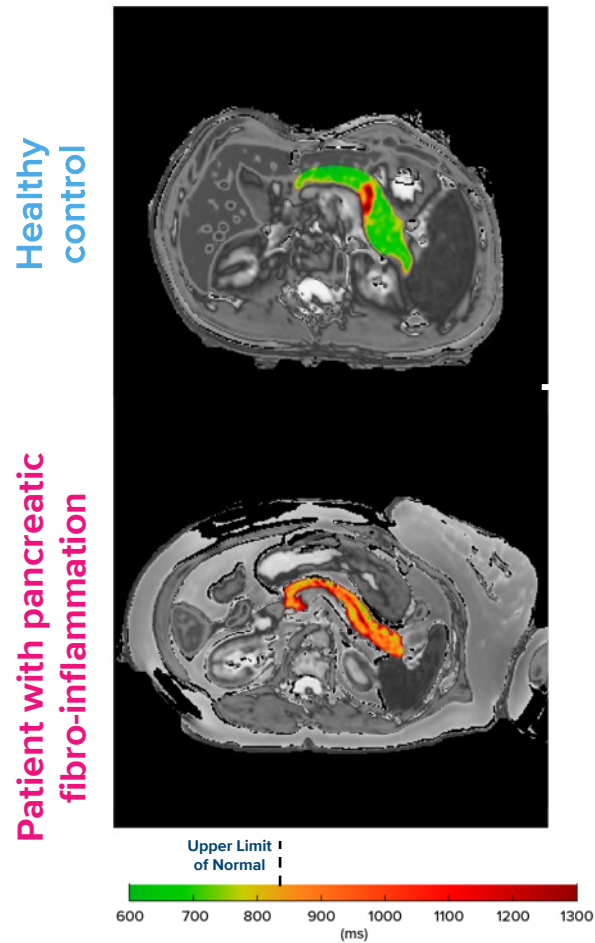 Healthy
control
Patient with pancreatic
fibro-inflammation
Upper Limit
of Normal
600 700 800 900 1000 1100 1200 1300
(ms)